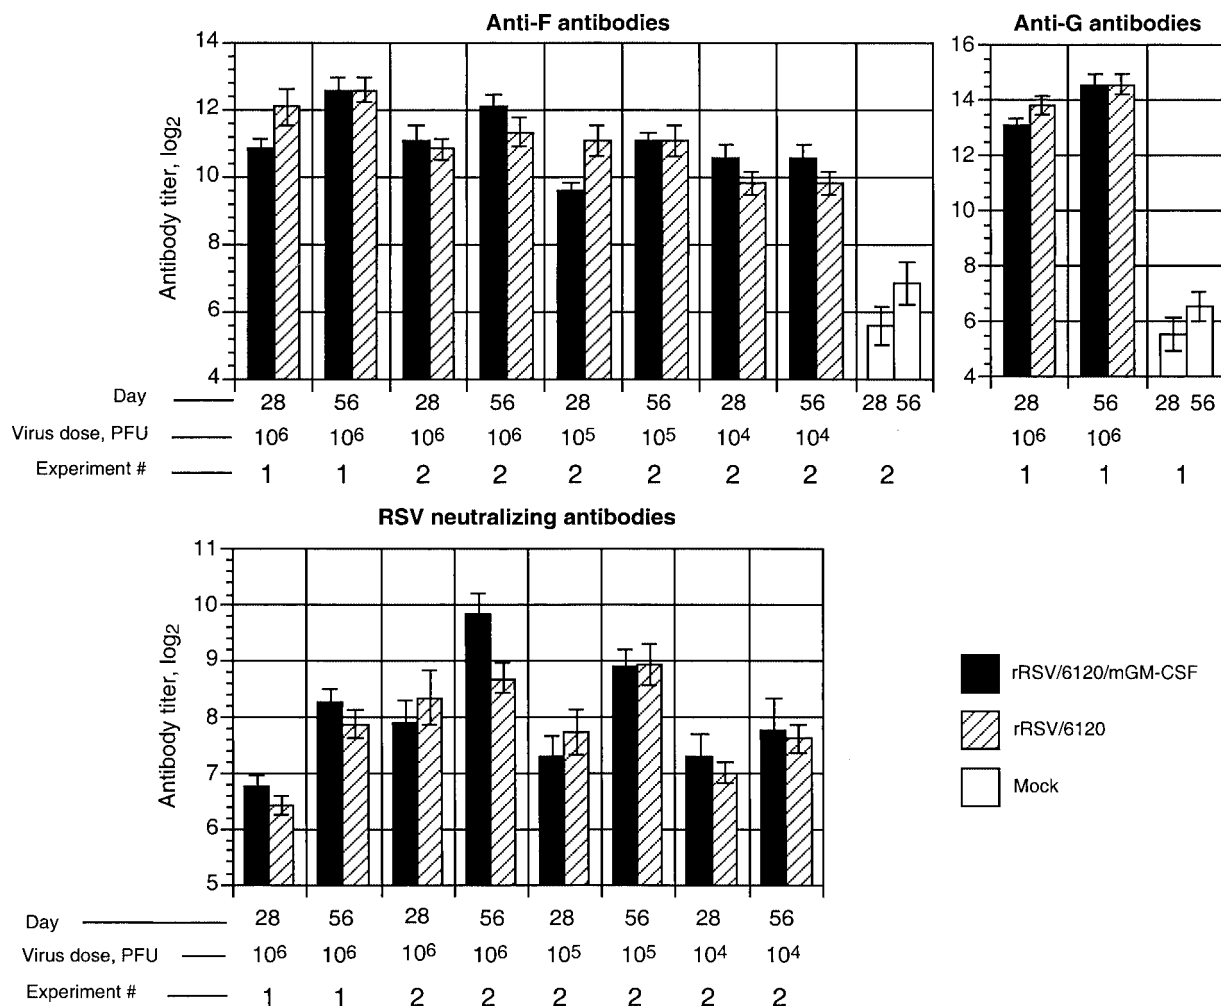 Anti-F antibodies
Anti-G antibodies
14
12
10
8
6
4
Antibody titer, log2
16
14
12
10
8
6
4
Day 28 56 28 56 28 56 28 56 28 56 28 56 28 56
Virus dose, PFU 10⁶ 10⁶ 10⁶ 10⁶ 10⁵ 10⁵ 10⁴ 10⁴ 10⁶ 10⁶
Experiment # 1 1 2 2 2 2 2 2 2 1 1 1
RSV neutralizing antibodies
11
10
9
8
7
6
5
Antibody titer, log2
rRSV/6120/mGM-CSF
rRSV/6120
Mock
Day 28 56 28 56 28 56 28 56
Virus dose, PFU 10⁶ 10⁶ 10⁶ 10⁶ 10⁵ 10⁵ 10⁴ 10⁴
Experiment # 1 1 2 2 2 2 2 2